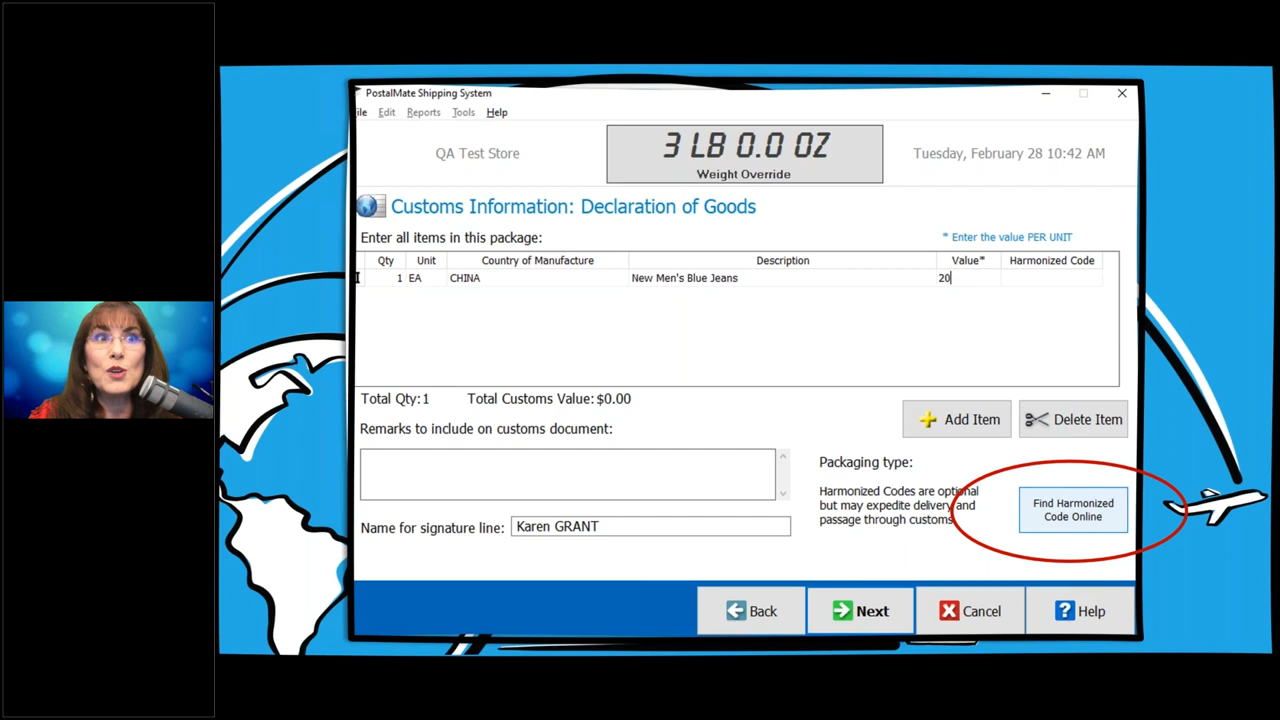 PostalMate Shipping System
ile Edit Reports Tools Help
QA Test Store
3 LB 0.0 OZ
Weight Override
Tuesday, February 28 10:42 AM
Customs Information: Declaration of Goods
Enter all items in this package:
* Enter the value PER UNIT
Qty Unit Country of Manufacture Description Value* Harmonized Code
1 EA CHINA New Men's Blue Jeans 20
Total Qty:1 Total Customs Value: $0.00
Add Item Delete Item
Remarks to include on customs document:
Packaging type:
Harmonized Codes are optional
but may expedite delivery and
passage through customs.
Find Harmonized
Code Online
Name for signature line: Karen GRANT
Back Next Cancel Help